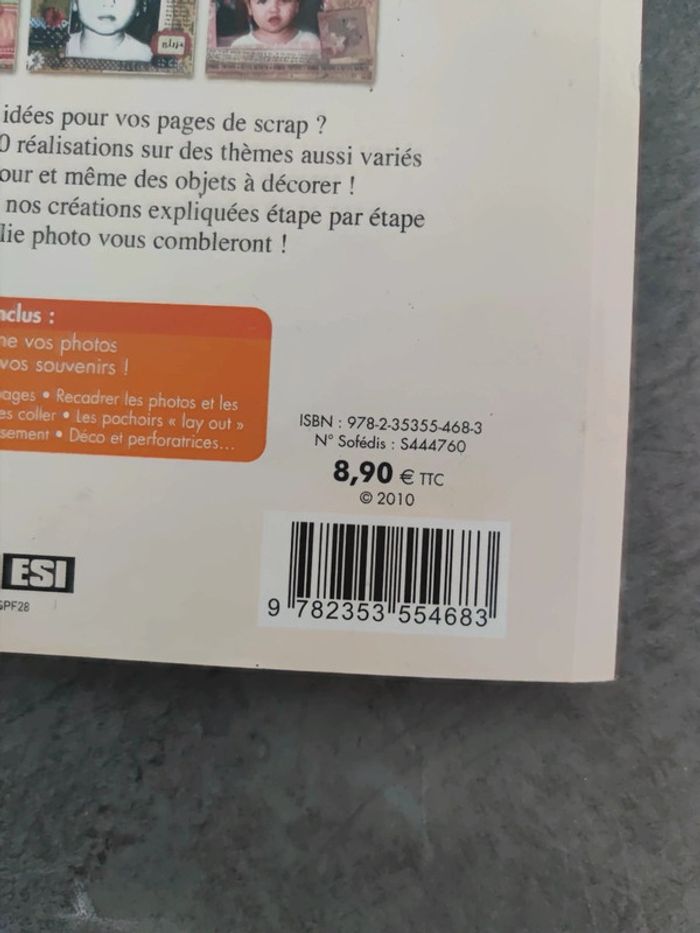 idées pour vos pages de scrap ?
0 réalisations sur des thèmes aussi variés
our et même des objets à décorer !
nos créations expliquées étape par étape
lie photo vous combleront !
nclus :
ne vos photos
vos souvenirs !
ages • Recadrer les photos et les
es coller • Les pochoirs « lay out »
sement • Déco et perforatrices...
ISBN : 978-2-35355-468-3
N° Sofédis : S444760
8,90 € TTC
© 2010
ESI
GPF28
9 782353 554683